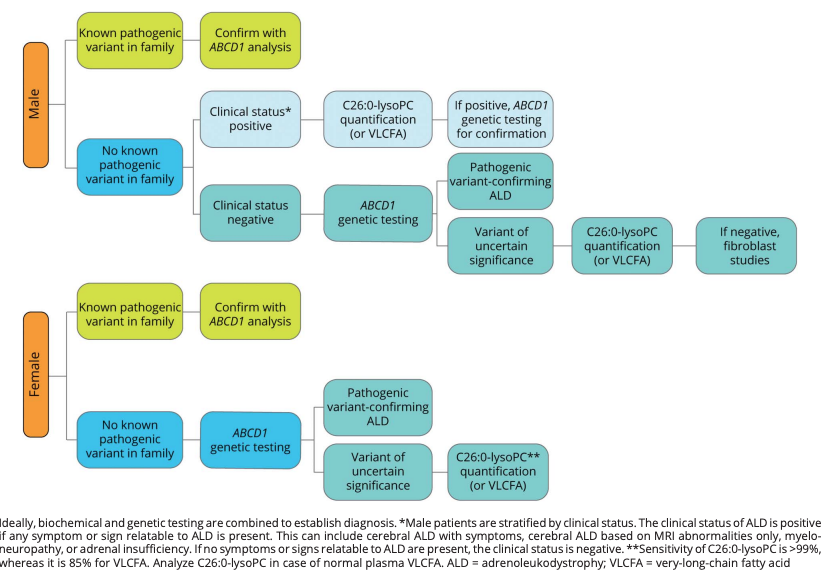 Male
Known pathogenic
variant in family
Confirm with
ABCD1 analysis
No known
pathogenic
variant in family
Clinical status*
positive
C26:0-lysoPC
quantification
(or VLCFA)
If positive, ABCD1
genetic testing
for confirmation
Clinical status
negative
ABCD1
genetic testing
Pathogenic
variant-confirming
ALD
Variant of
uncertain
significance
C26:0-lysoPC
quantification
(or VLCFA)
If negative,
fibroblast
studies
Female
Known pathogenic
variant in family
Confirm with
ABCD1 analysis
No known
pathogenic
variant in family
ABCD1
genetic testing
Pathogenic
variant-confirming
ALD
Variant of
uncertain
significance
C26:0-lysoPC**
quantification
(or VLCFA)
Ideally, biochemical and genetic testing are combined to establish diagnosis. *Male patients are stratified by clinical status. The clinical status of ALD is positive
if any symptom or sign relatable to ALD is present. This can include cerebral ALD with symptoms, cerebral ALD based on MRI abnormalities only, myelo-
neuropathy, or adrenal insufficiency. If no symptoms or signs relatable to ALD are present, the clinical status is negative. **Sensitivity of C26:0-lysoPC is >99%,
whereas it is 85% for VLCFA. Analyze C26:0-lysoPC in case of normal plasma VLCFA. ALD = adrenoleukodystrophy; VLCFA = very-long-chain fatty acid